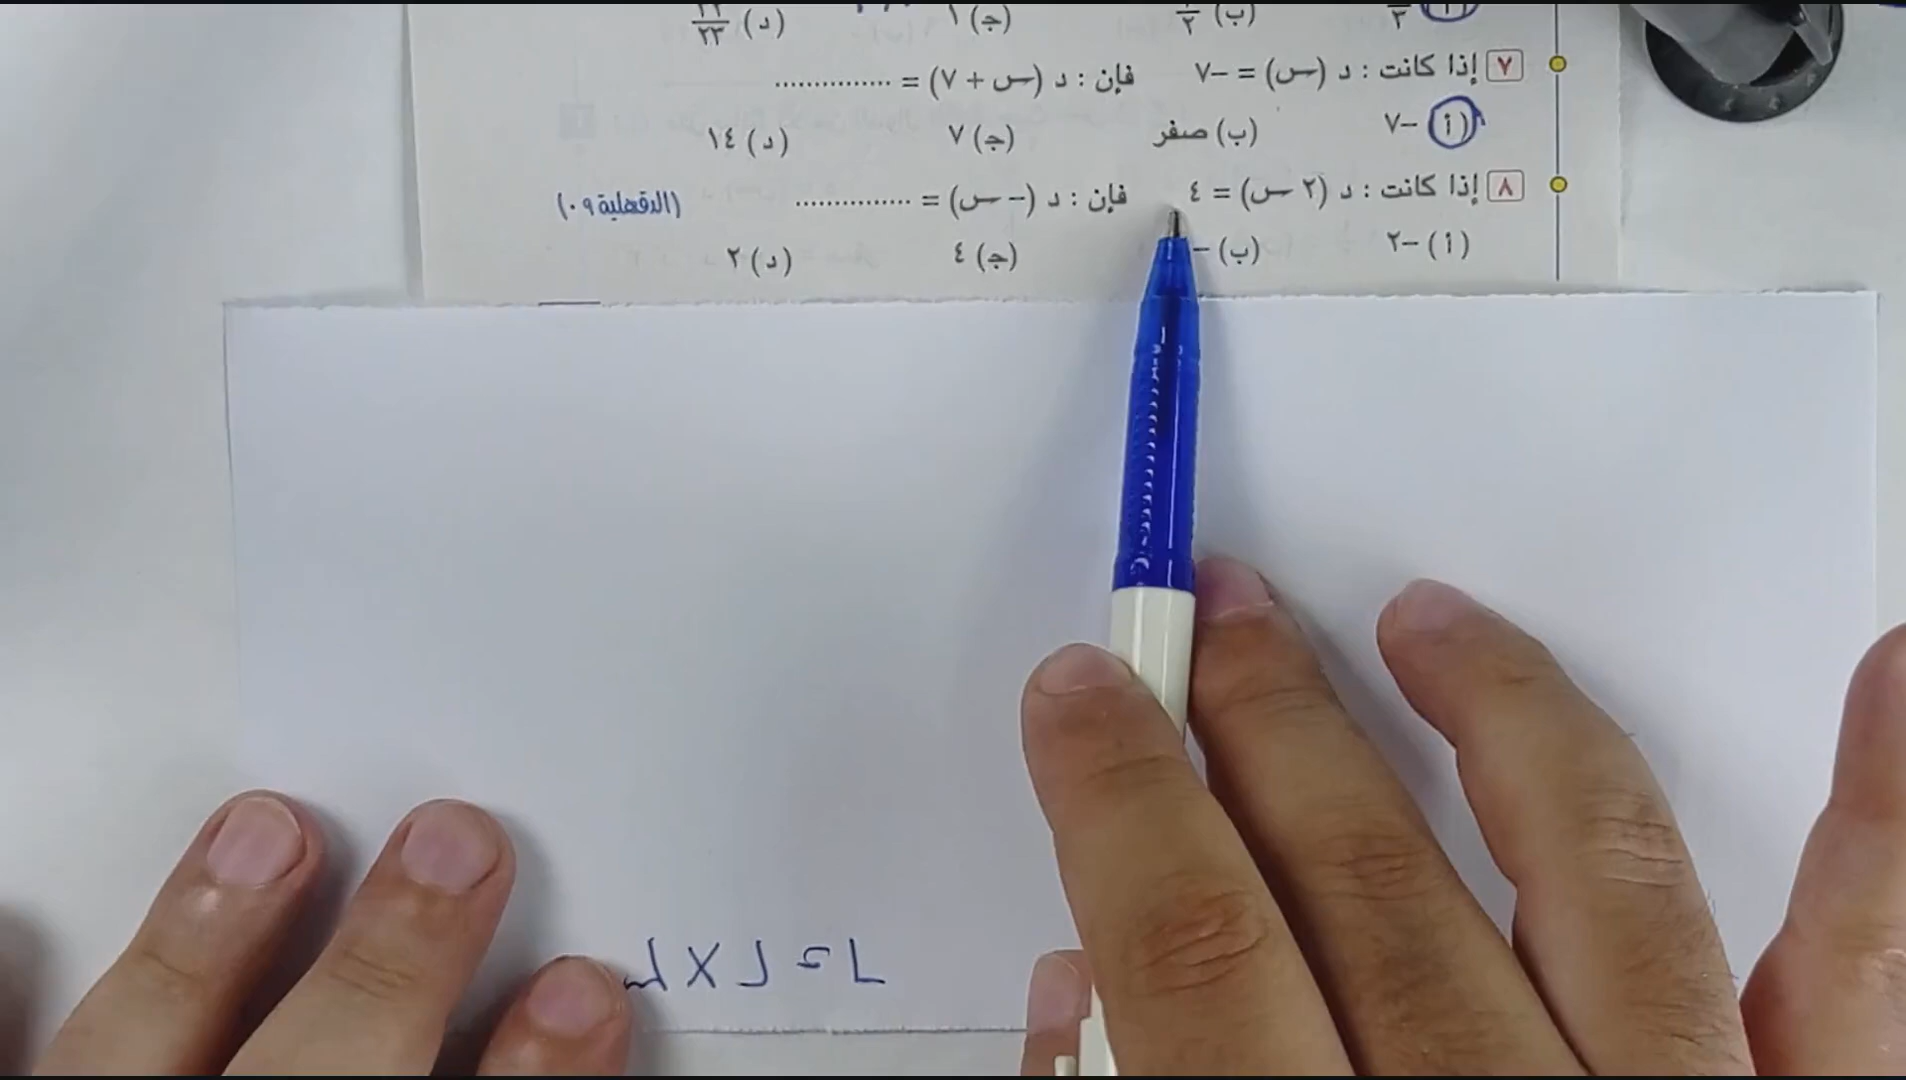 (ب) (ج) ١ (د)
٧ إذا كانت : د (س) = -٧ فإن : د (س + ٧) = ...............
(أ) -٧ (ب) صفر (ج) ٧ (د) ١٤
٨ إذا كانت : د (٢ س) = ٤ فإن : د (- س) = ............... (الدقهلية ٠٩)
(أ) -٢ (ب) - (ج) ٤ (د) ٢